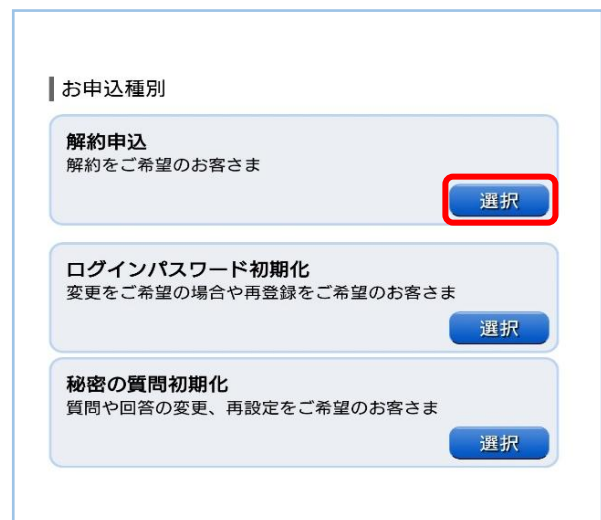 お申込種別
解約申込
解約をご希望のお客さま
選択
ログインパスワード初期化
変更をご希望の場合や再登録をご希望のお客さま
選択
秘密の質問初期化
質問や回答の変更、再設定をご希望のお客さま
選択